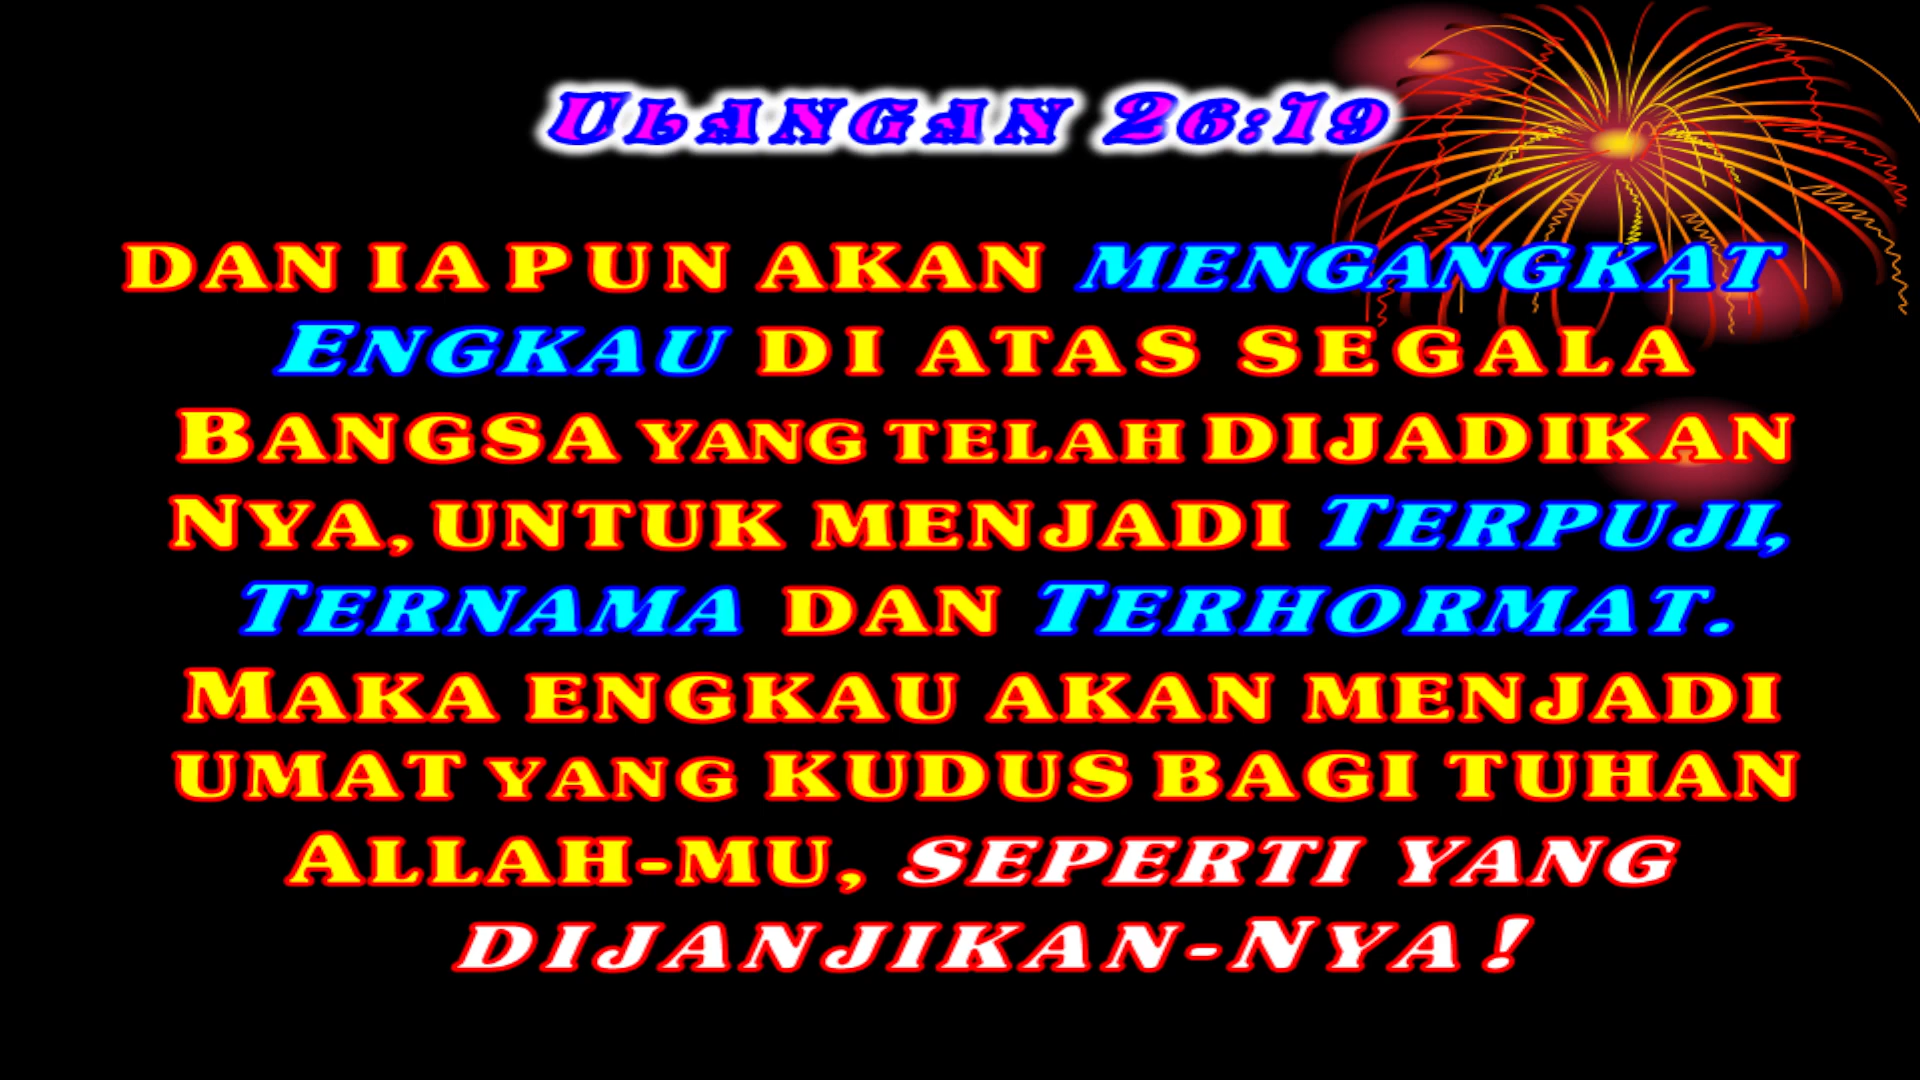 ULANGAN 26:19
DAN IA PUN AKAN MENGANGKAT
ENGKAU DI ATAS SEGALA
BANGSA YANG TELAH DIJADIKAN
NYA, UNTUK MENJADI TERPUJI,
TERNAMA DAN TERHORMAT.
MAKA ENGKAU AKAN MENJADI
UMAT YANG KUDUS BAGI TUHAN
ALLAH-MU, SEPERTI YANG
DIJANJIKAN-NYA!